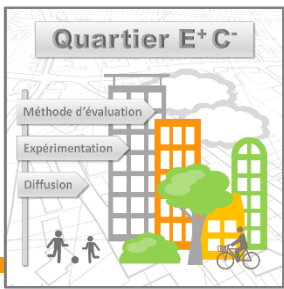 Quartier E⁺ C⁻
Méthode d'évaluation
Expérimentation
Diffusion